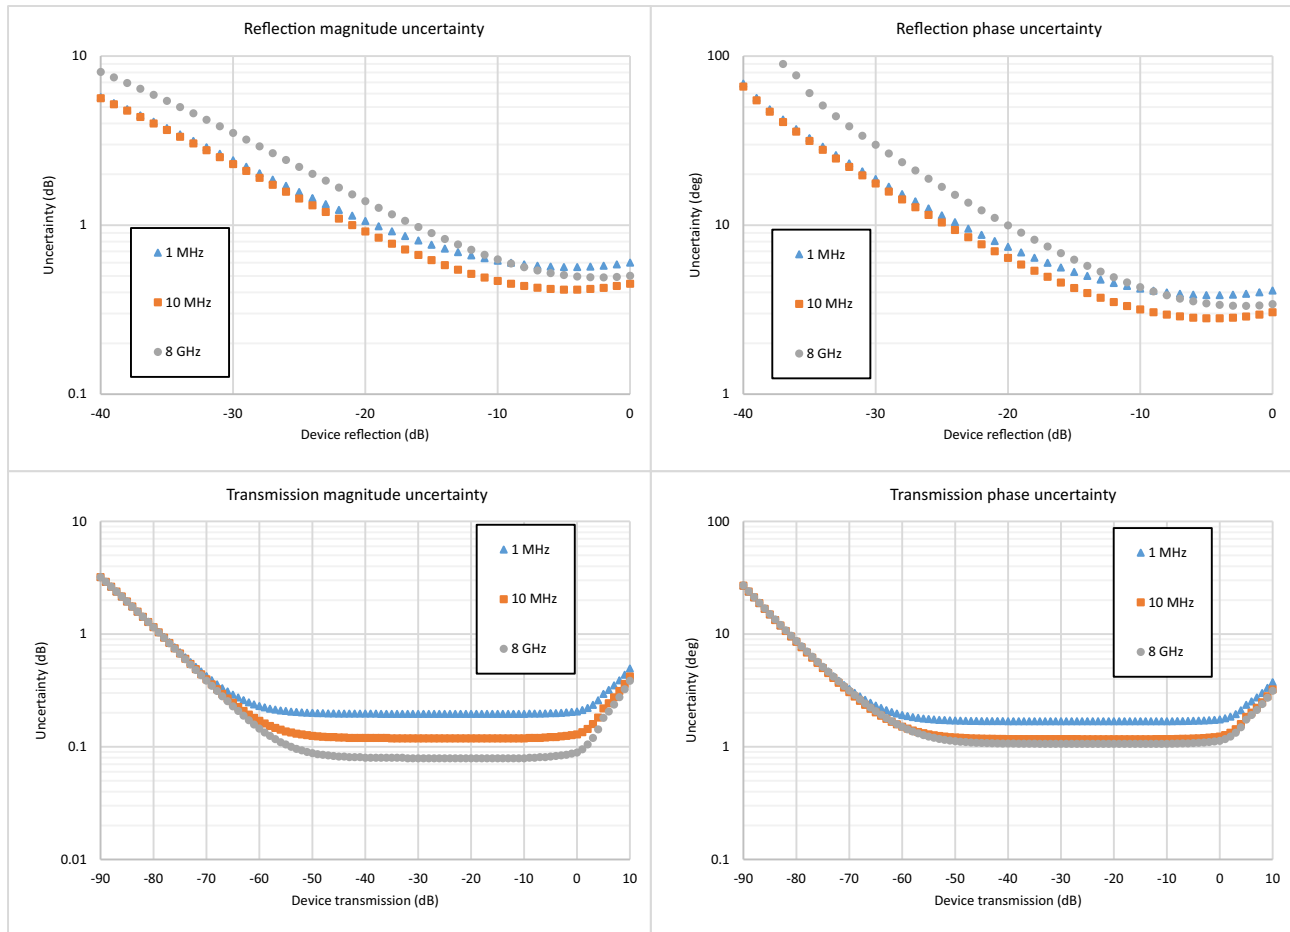 Reflection magnitude uncertainty
10
1
0.1
Uncertainty (dB)
1 MHz
10 MHz
8 GHz
-40
-30
-20
-10
0
Device reflection (dB)
Reflection phase uncertainty
100
10
1
Uncertainty (deg)
1 MHz
10 MHz
8 GHz
-40
-30
-20
-10
0
Device reflection (dB)
Transmission magnitude uncertainty
10
1
0.1
0.01
Uncertainty (dB)
1 MHz
10 MHz
8 GHz
-90
-80
-70
-60
-50
-40
-30
-20
-10
0
10
Device transmission (dB)
Transmission phase uncertainty
100
10
1
0.1
Uncertainty (deg)
1 MHz
10 MHz
8 GHz
-90
-80
-70
-60
-50
-40
-30
-20
-10
0
10
Device transmission (dB)